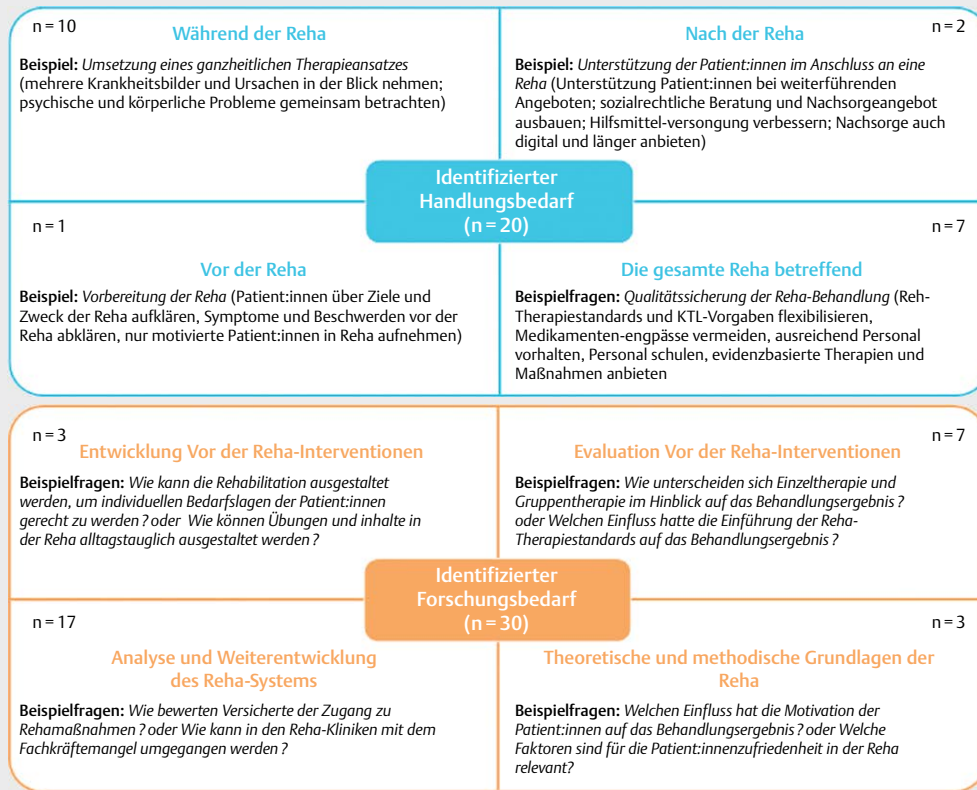 n = 10
Während der Reha
Beispiel: Umsetzung eines ganzheitlichen Therapieansatzes
(mehrere Krankheitsbilder und Ursachen in der Blick nehmen;
psychische und körperliche Probleme gemeinsam betrachten)
n = 2
Nach der Reha
Beispiel: Unterstützung der Patient:innen im Anschluss an eine
Reha (Unterstützung Patient:innen bei weiterführenden
Angeboten; sozialrechtliche Beratung und Nachsorgeangebot
ausbauen; Hilfsmittel-versongung verbessern; Nachsorge auch
digital und länger anbieten)
Identifizierter
Handlungsbedarf
(n = 20)
n = 1
Vor der Reha
Beispiel: Vorbereitung der Reha (Patient:innen über Ziele und
Zweck der Reha aufklären, Symptome und Beschwerden vor der
Reha abklären, nur motivierte Patient:innen in Reha aufnehmen)
n = 7
Die gesamte Reha betreffend
Beispielfragen: Qualitätssicherung der Reha-Behandlung (Reh-
Therapiestandards und KTL-Vorgaben flexibilisieren,
Medikamenten-engpässe vermeiden, ausreichend Personal
vorhalten, Personal schulen, evidenzbasierte Therapien und
Maßnahmen anbieten
n = 3
Entwicklung Vor der Reha-Interventionen
Beispielfragen: Wie kann die Rehabilitation ausgestaltet
werden, um individuellen Bedarfslagen der Patient:innen
gerecht zu werden ? oder Wie können Übungen und inhalte in
der Reha alltagstauglich ausgestaltet werden ?
n = 7
Evaluation Vor der Reha-Interventionen
Beispielfragen: Wie unterscheiden sich Einzeltherapie und
Gruppentherapie im Hinblick auf das Behandlungsergebnis ?
oder Welchen Einfluss hatte die Einführung der Reha-
Therapiestandards auf das Behandlungsergebnis ?
Identifizierter
Forschungsbedarf
(n = 30)
n = 17
Analyse und Weiterentwicklung
des Reha-Systems
Beispielfragen: Wie bewerten Versicherte der Zugang zu
Rehamaßnahmen ? oder Wie kann in den Reha-Kliniken mit dem
Fachkräftemangel umgegangen werden ?
n = 3
Theoretische und methodische Grundlagen der
Reha
Beispielfragen: Welchen Einfluss hat die Motivation der
Patient:innen auf das Behandlungsergebnis ? oder Welche
Faktoren sind für die Patient:innenzufriedenheit in der Reha
relevant?